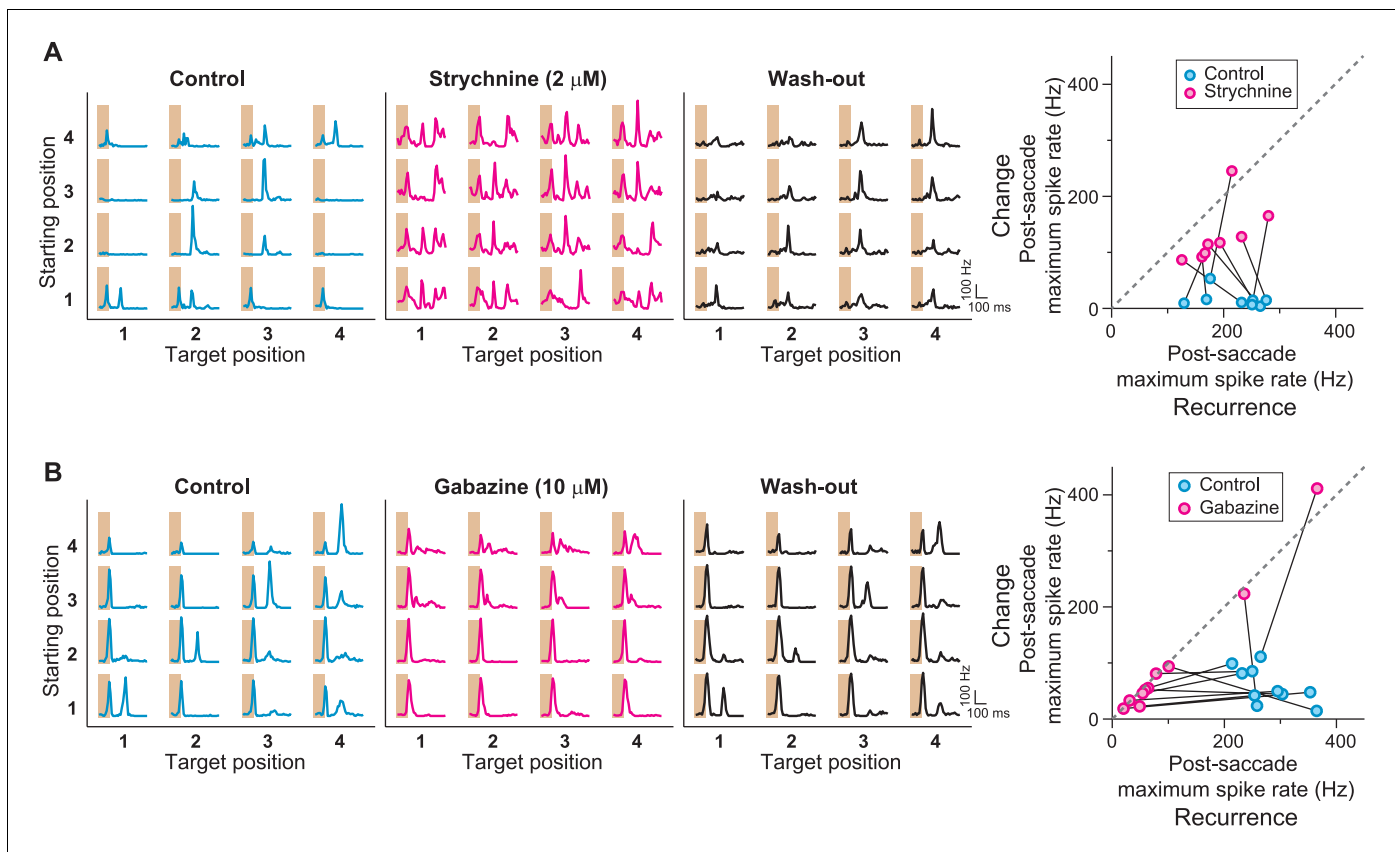 A
Control
Strychnine (2 μM)
Wash-out
Starting position
4
3
2
1
1 2 3 4
Target position
1 2 3 4
Target position
1 2 3 4
Target position
100 Hz
100 ms
Control
Strychnine
Change
Post-saccade
maximum spike rate (Hz)
400
200
0
0 200 400
Post-saccade
maximum spike rate (Hz)
Recurrence
B
Control
Gabazine (10 μM)
Wash-out
Starting position
4
3
2
1
1 2 3 4
Target position
1 2 3 4
Target position
1 2 3 4
Target position
100 Hz
100 ms
Control
Gabazine
Change
Post-saccade
maximum spike rate (Hz)
400
200
0
0 200 400
Post-saccade
maximum spike rate (Hz)
Recurrence